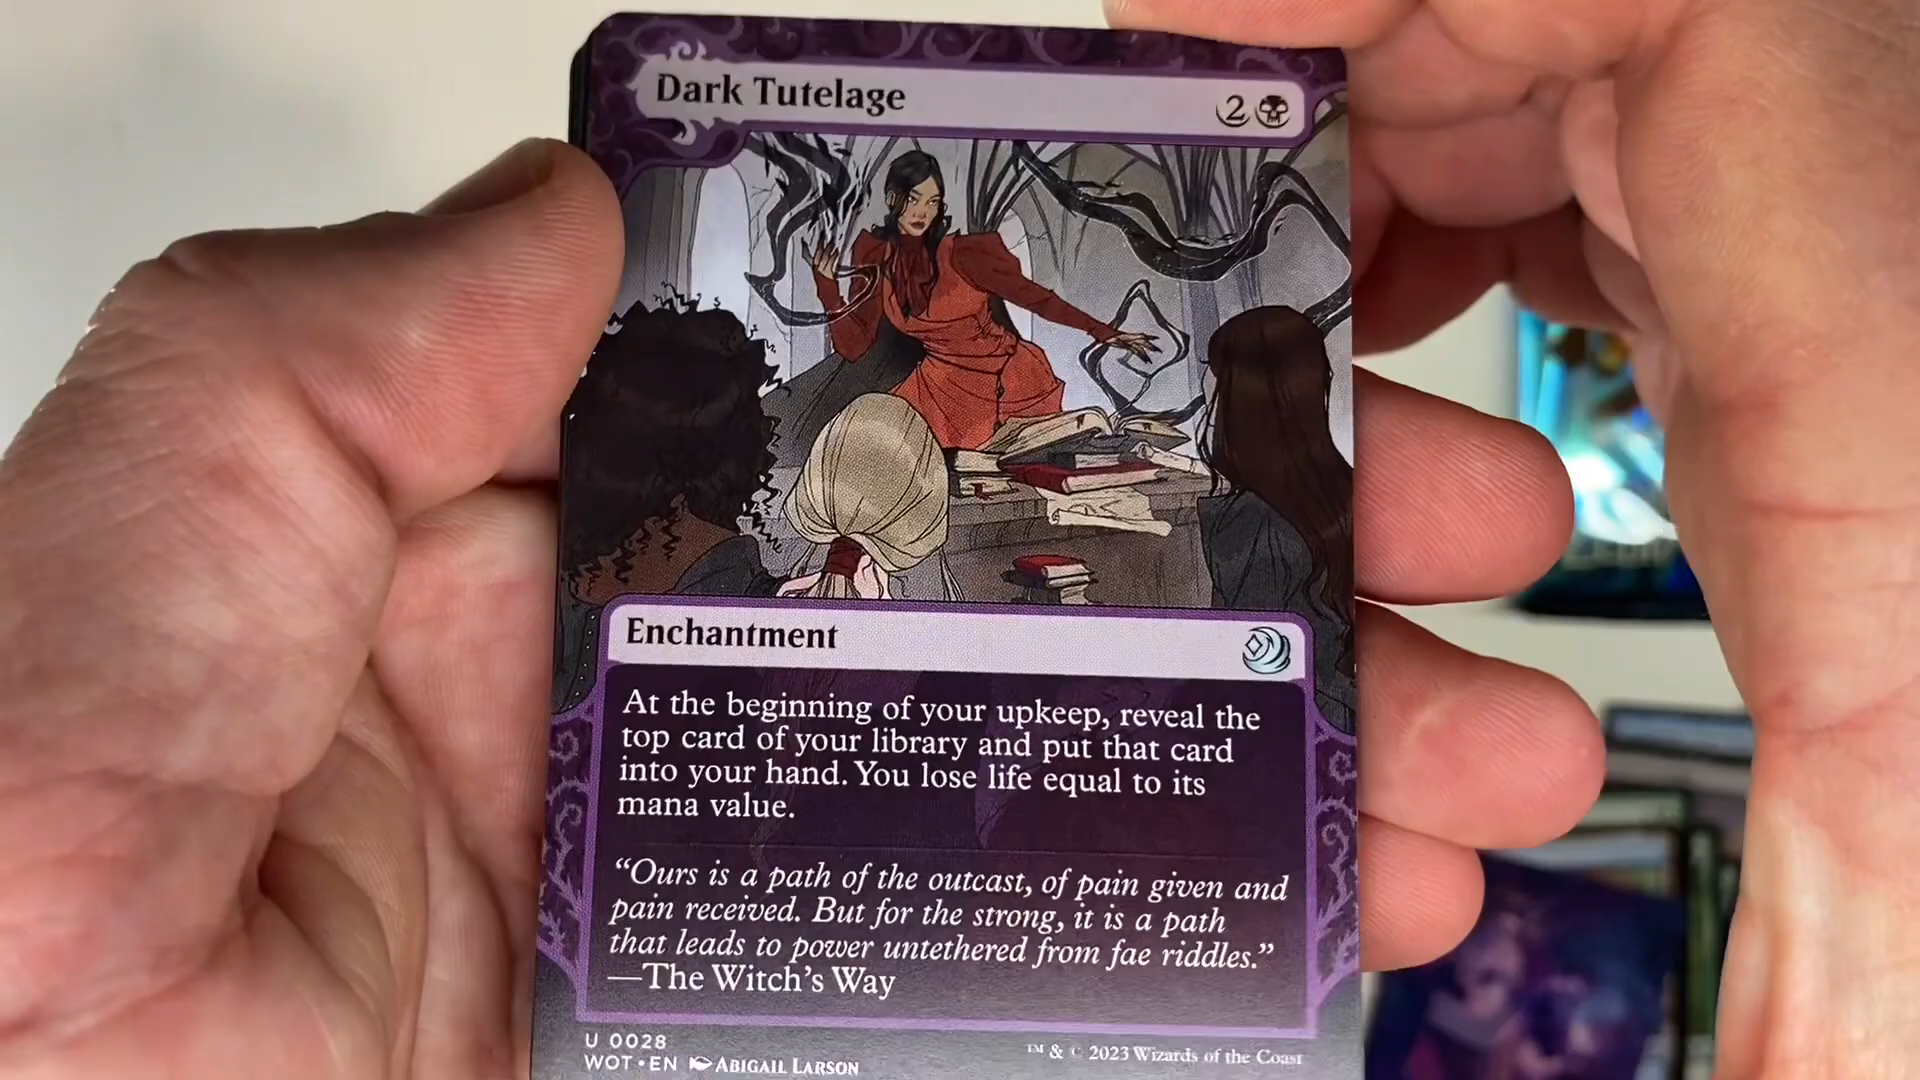 Dark Tutelage
2
Enchantment
At the beginning of your upkeep, reveal the
top card of your library and put that card
into your hand. You lose life equal to its
mana value.
“Ours is a path of the outcast, of pain given and
pain received. But for the strong, it is a path
that leads to power untethered from fae riddles.”
—The Witch’s Way
U 0028
WOT • EN ABIGAIL LARSON
™ & © 2023 Wizards of the Coast